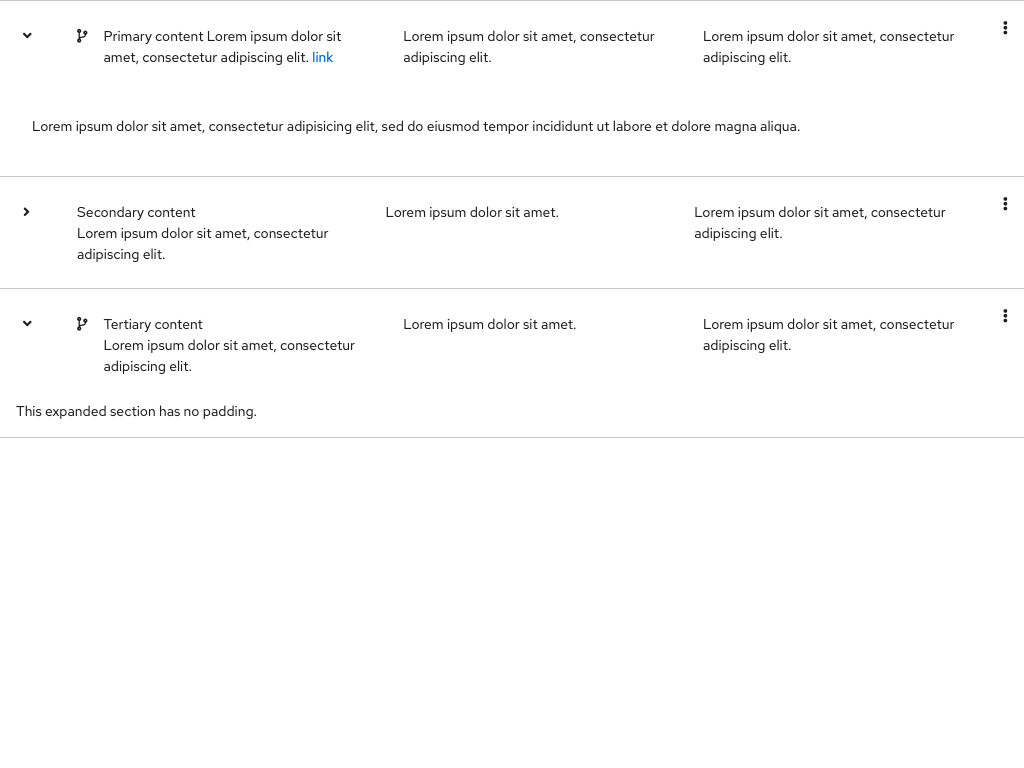 Primary content Lorem ipsum dolor sit
amet, consectetur adipiscing elit. link
Lorem ipsum dolor sit amet, consectetur
adipiscing elit.
Lorem ipsum dolor sit amet, consectetur
adipiscing elit.
Lorem ipsum dolor sit amet, consectetur adipisicing elit, sed do eiusmod tempor incididunt ut labore et dolore magna aliqua.
Secondary content
Lorem ipsum dolor sit amet, consectetur
adipiscing elit.
Lorem ipsum dolor sit amet.
Lorem ipsum dolor sit amet, consectetur
adipiscing elit.
Tertiary content
Lorem ipsum dolor sit amet, consectetur
adipiscing elit.
Lorem ipsum dolor sit amet.
Lorem ipsum dolor sit amet, consectetur
adipiscing elit.
This expanded section has no padding.